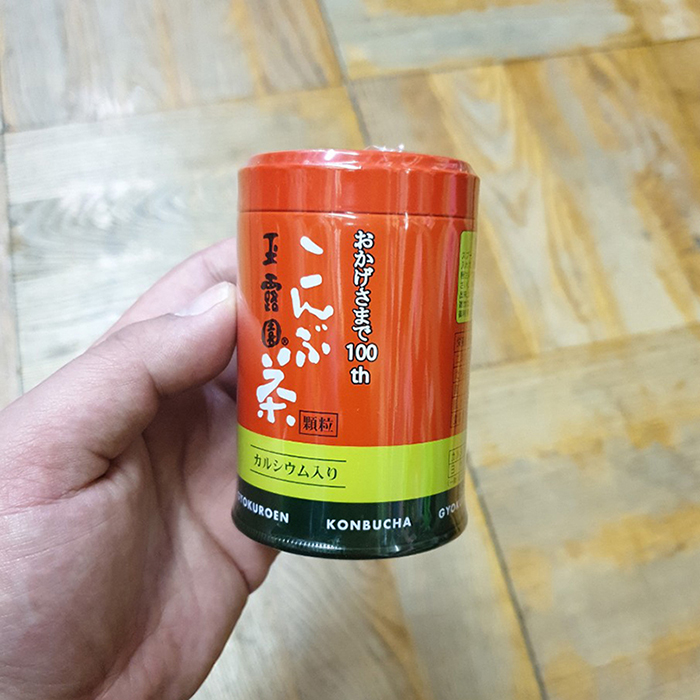 おかげさまで100th
こんぶ茶
玉露園®
顆粒
カルシウム入り
GYOKUROEN KONBUCHA